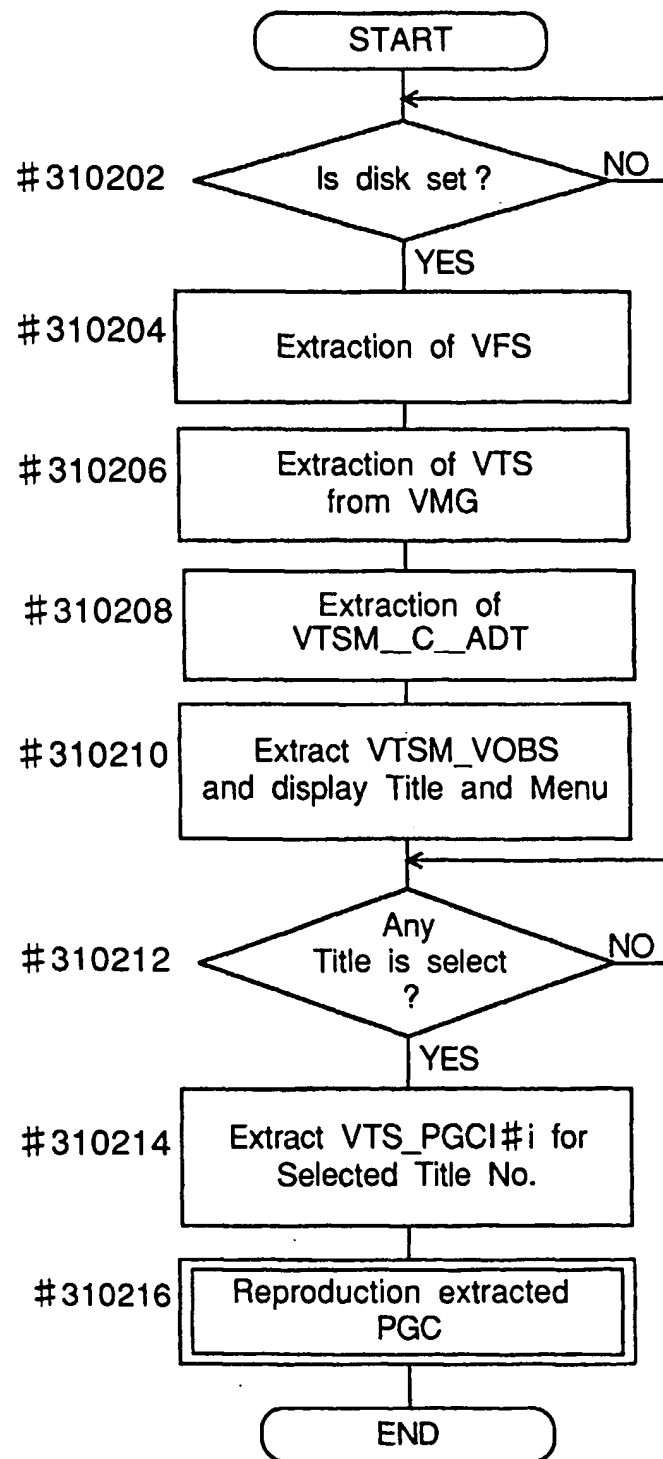 START
#310202
Is disk set ?
NO
YES
#310204
Extraction of VFS
#310206
Extraction of VTS
from VMG
#310208
Extraction of
VTSM__C__ADT
#310210
Extract VTSM_VOBS
and display Title and Menu
#310212
Any
Title is select
?
NO
YES
#310214
Extract VTS_PGCI#i for
Selected Title No.
#310216
Reproduction extracted
PGC
END